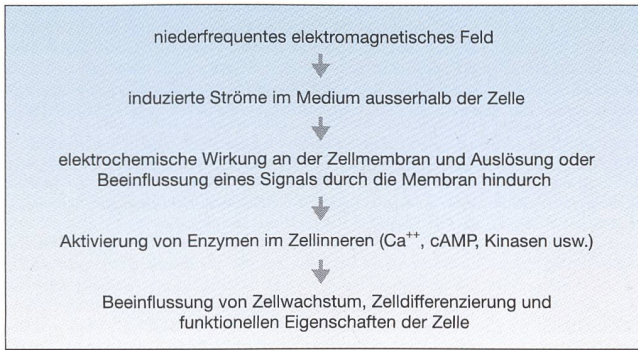 niederfrequentes elektromagnetisches Feld
induzierte Ströme im Medium ausserhalb der Zelle
elektrochemische Wirkung an der Zellmembran und Auslösung oder
Beeinflussung eines Signals durch die Membran hindurch
Aktivierung von Enzymen im Zellinneren (Ca⁺⁺, cAMP, Kinasen usw.)
Beeinflussung von Zellwachstum, Zelldifferenzierung und
funktionellen Eigenschaften der Zelle